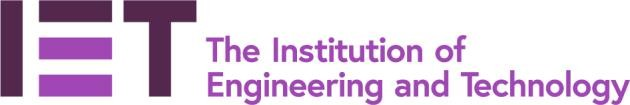 IET
The Institution of
Engineering and Technology